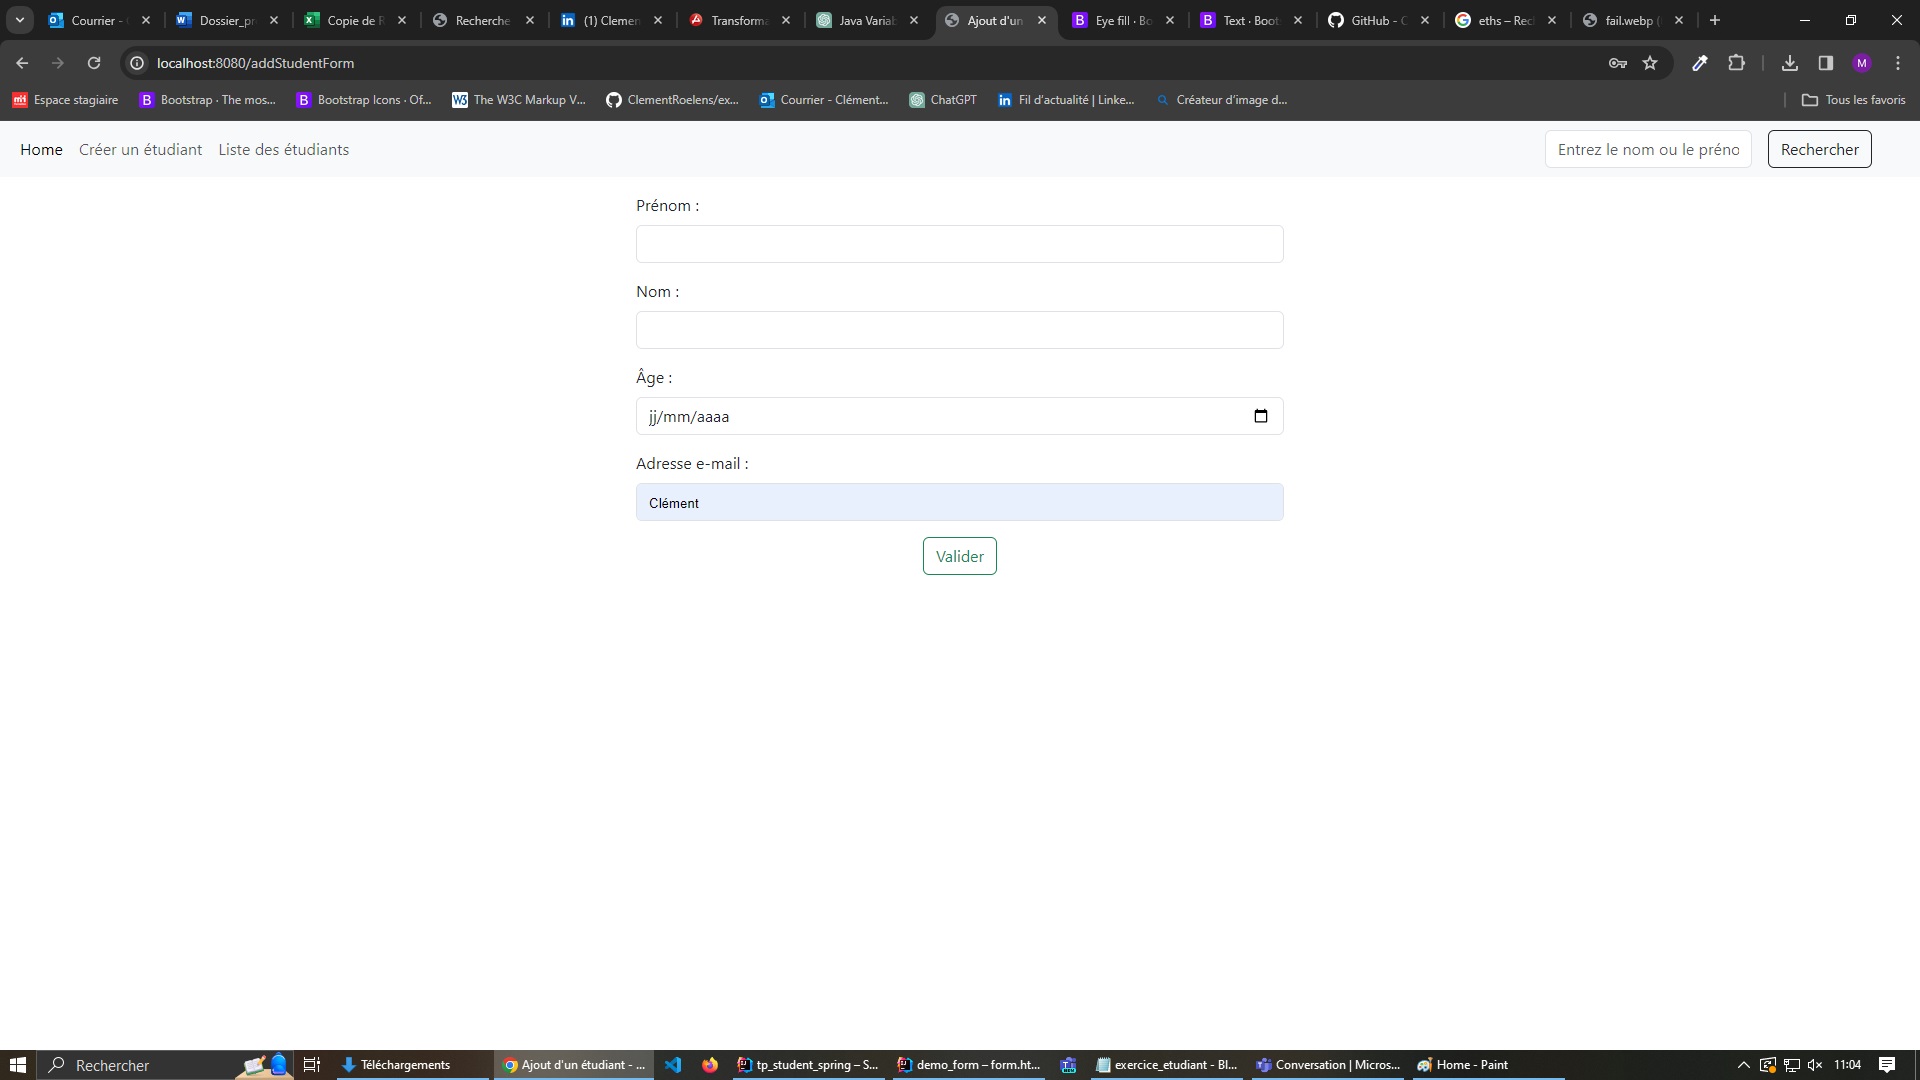 Courrier -
Dossier_pr
Copie de R
Recherche
(1) Clemen
Transforma
Java Variab
Ajout d'un
Eye fill · Bo
Text · Boots
GitHub - C
eths – Rec
fail.webp (
localhost:8080/addStudentForm
M
Espace stagiaire
Bootstrap · The mos...
Bootstrap Icons · Of...
The W3C Markup V...
ClementRoelens/ex...
Courrier - Clément...
ChatGPT
Fil d'actualité | Linke...
Créateur d'image d...
Tous les favoris
Home
Créer un étudiant
Liste des étudiants
Entrez le nom ou le préno
Rechercher
Prénom :
Nom :
Âge :
jj/mm/aaaa
Adresse e-mail :
Clément
Valider
Rechercher
Téléchargements
Ajout d'un étudiant - ...
tp_student_spring – S...
demo_form – form.ht...
exercice_etudiant - Bl...
Conversation | Micros...
Home - Paint
11:04